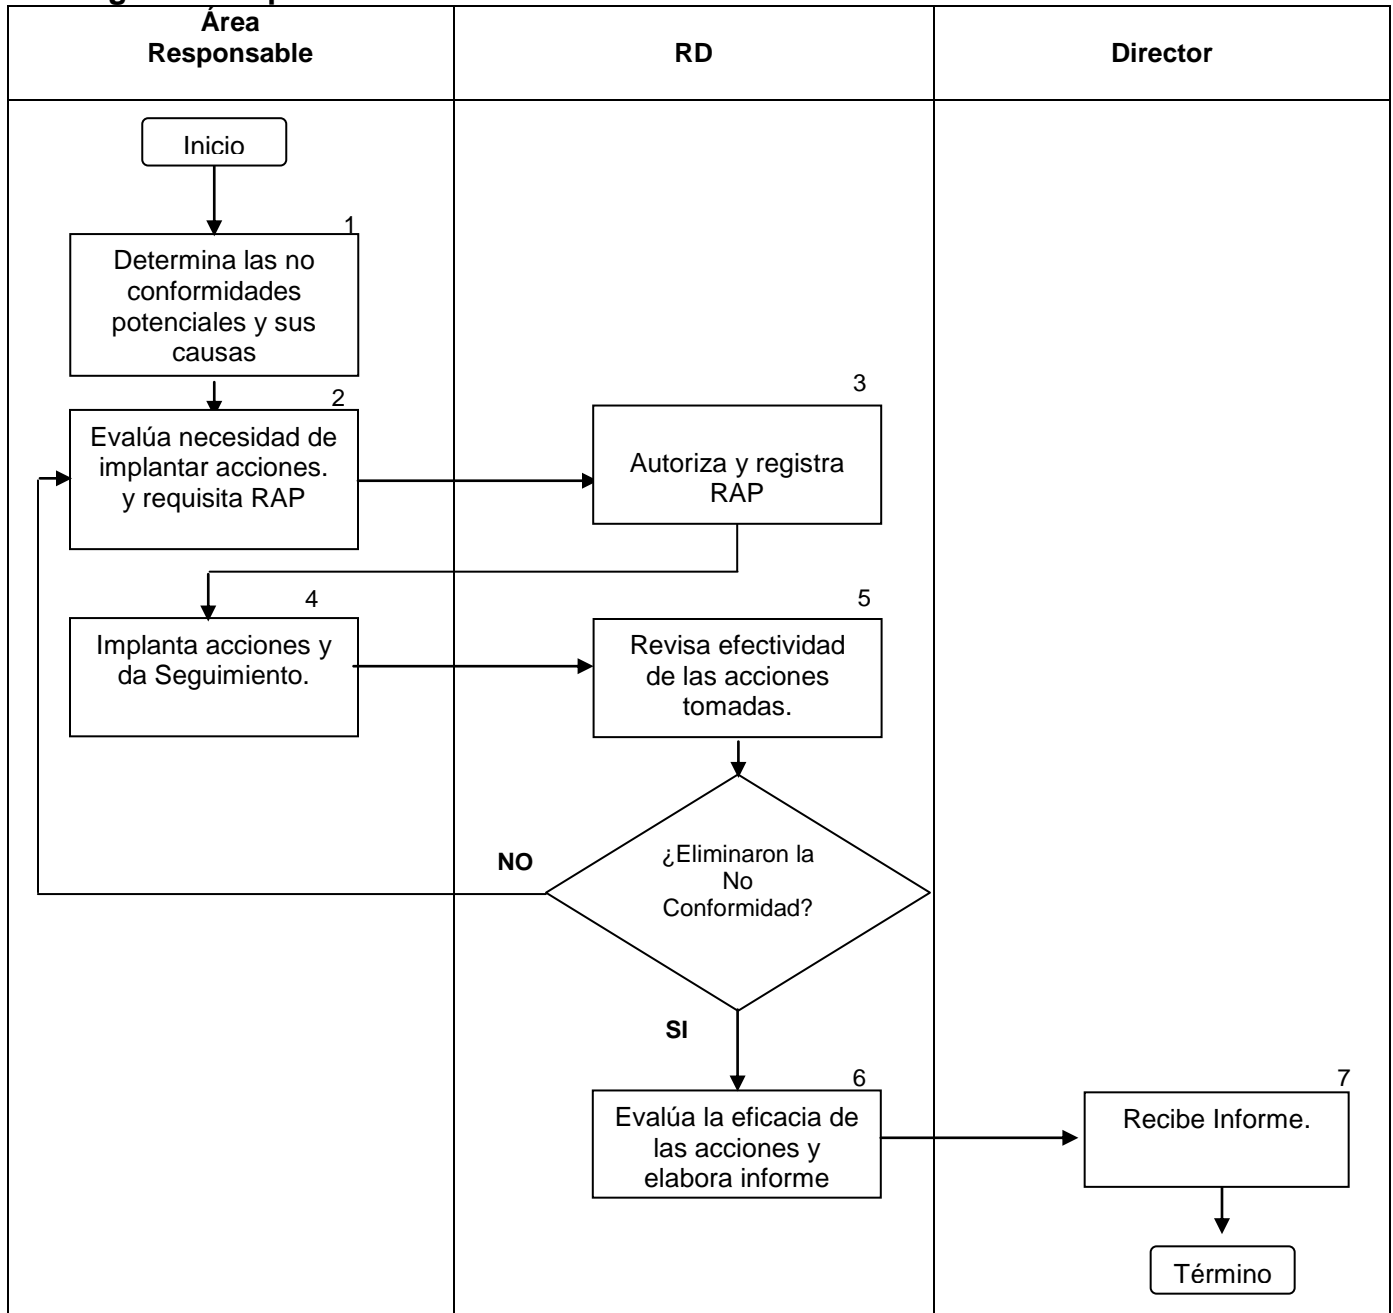 Área
Responsable
RD
Director
Inicio
1
Determina las no
conformidades
potenciales y sus
causas
2
Evalúa necesidad de
implantar acciones.
y requisita RAP
3
Autoriza y registra
RAP
4
Implanta acciones y
da Seguimiento.
5
Revisa efectividad
de las acciones
tomadas.
¿Eliminaron la
No
Conformidad?
NO
SI
6
Evalúa la eficacia de
las acciones y
elabora informe
7
Recibe Informe.
Término